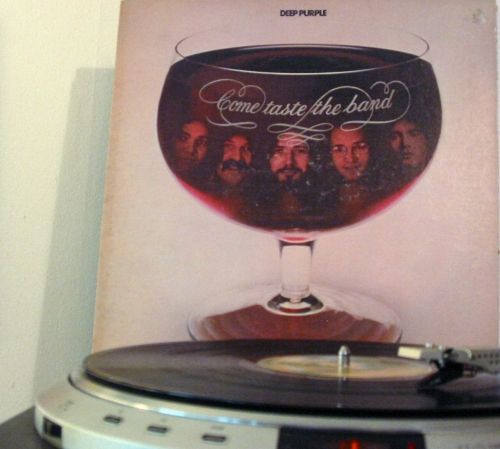 DEEP PURPLE
Come taste the band